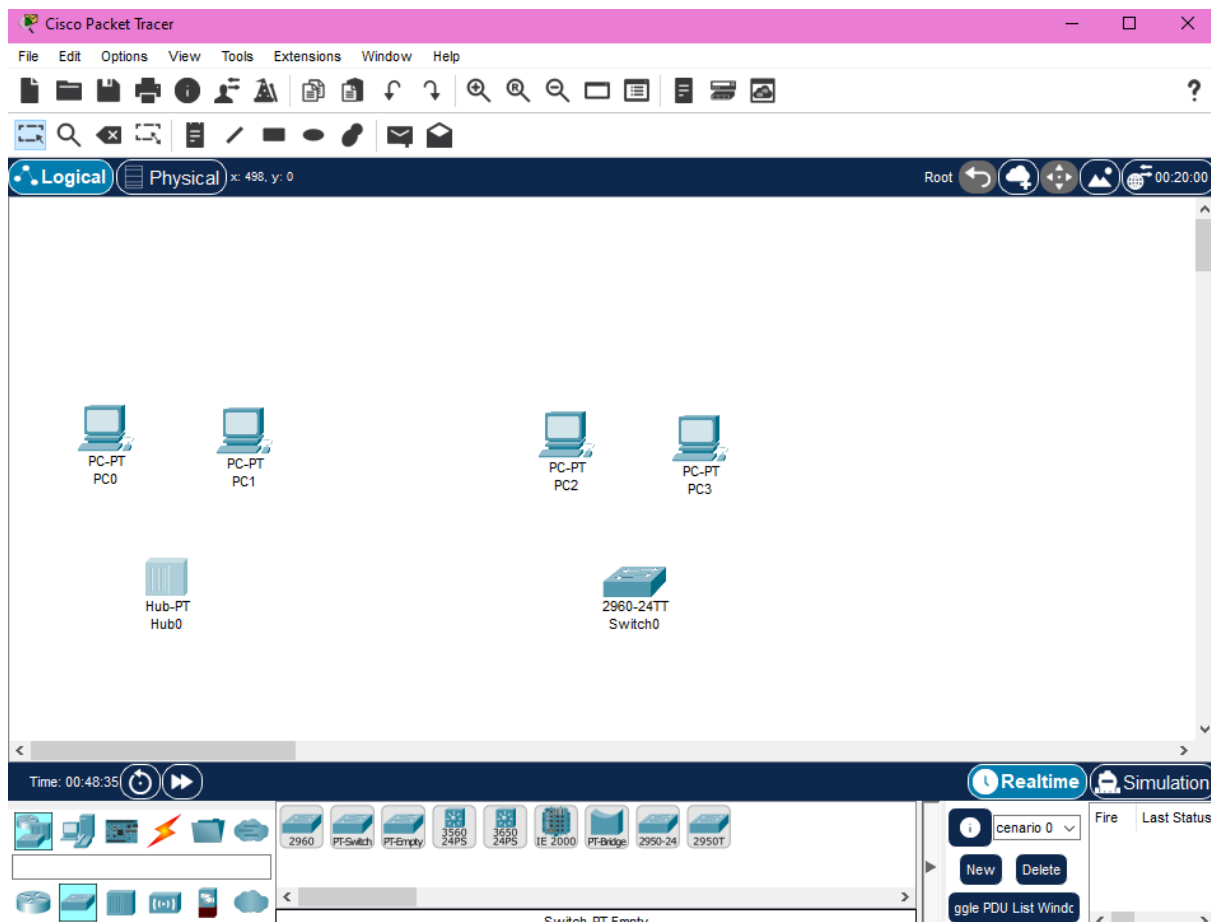 Cisco Packet Tracer
File Edit Options View Tools Extensions Window Help
?
Logical Physical x: 498, y: 0 Root 00:20:00
PC-PT
PC0
PC-PT
PC1
PC-PT
PC2
PC-PT
PC3
Hub-PT
Hub0
2960-24TT
Switch0
Time: 00:48:35 Realtime Simulation
2960 PT-Switch PT-Empty 3560 24PS 3650 24PS IE 2000 PT-Bridge 2950-24 2950T
cenario 0 Fire Last Status
New Delete
ggle PDU List Windo
Switch-PT-Empty